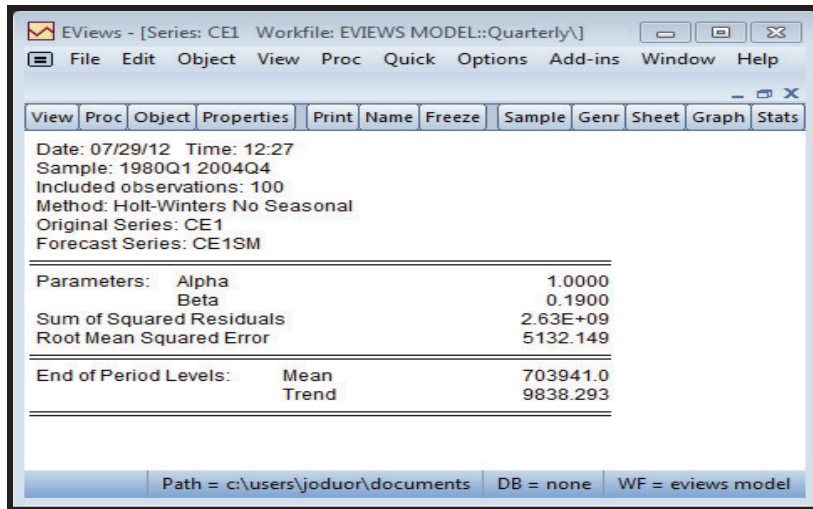 EViews - [Series: CE1 Workfile: EVIEWS MODEL::Quarterly\]
File Edit Object View Proc Quick Options Add-ins Window Help
View Proc Object Properties Print Name Freeze Sample Genr Sheet Graph Stats
Date: 07/29/12 Time: 12:27
Sample: 1980Q1 2004Q4
Included observations: 100
Method: Holt-Winters No Seasonal
Original Series: CE1
Forecast Series: CE1SM
Parameters: Alpha 1.0000
Beta 0.1900
Sum of Squared Residuals 2.63E+09
Root Mean Squared Error 5132.149
End of Period Levels: Mean 703941.0
Trend 9838.293
Path = c:\users\joduor\documents DB = none WF = eviews model